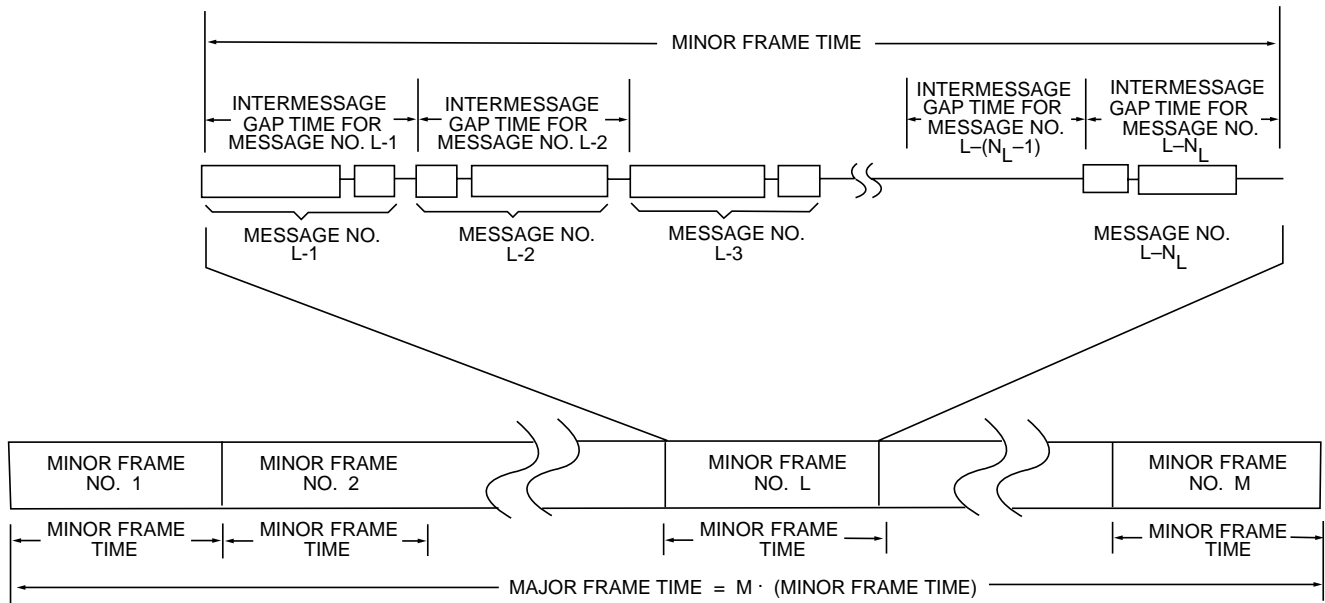 MINOR FRAME TIME
INTERMESSAGE
GAP TIME FOR
MESSAGE NO. L-1
INTERMESSAGE
GAP TIME FOR
MESSAGE NO. L-2
INTERMESSAGE
GAP TIME FOR
MESSAGE NO.
L–(N_L–1)
INTERMESSAGE
GAP TIME FOR
MESSAGE NO.
L–N_L
MESSAGE NO.
L-1
MESSAGE NO.
L-2
MESSAGE NO.
L-3
MESSAGE NO.
L–N_L
MINOR FRAME
NO. 1
MINOR FRAME
NO. 2
MINOR FRAME
NO. L
MINOR FRAME
NO. M
MINOR FRAME
TIME
MINOR FRAME
TIME
MINOR FRAME
TIME
MINOR FRAME
TIME
MAJOR FRAME TIME = M · (MINOR FRAME TIME)